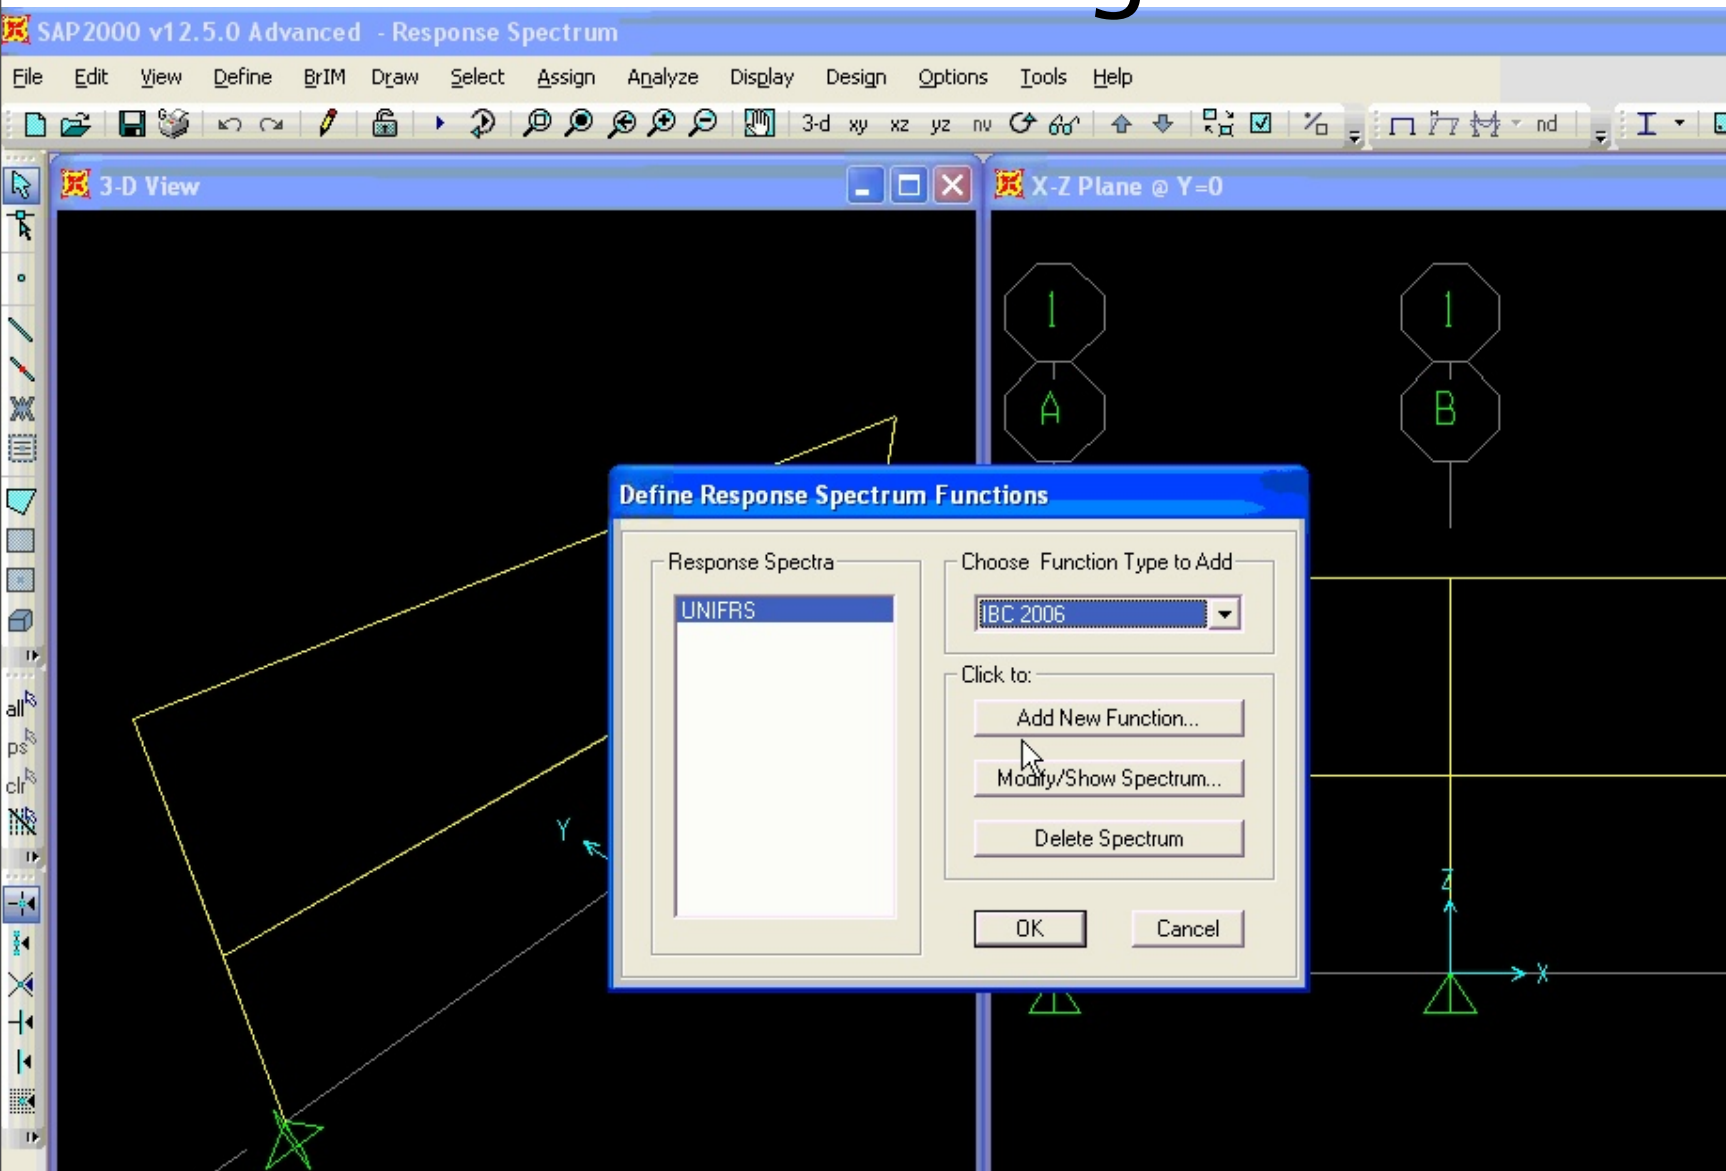 SAP2000 v12.5.0 Advanced - Response Spectrum
File Edit View Define BrIM Draw Select Assign Analyze Display Design Options Tools Help
3-d xy xz yz nv nd
3-D View
X-Z Plane @ Y=0
1 1
A B
Define Response Spectrum Functions
Response Spectra
UNIFRS
Choose Function Type to Add
IBC 2006
Click to:
Add New Function...
Modify/Show Spectrum...
Delete Spectrum
OK Cancel
all
ps
clr
Y
Z
X